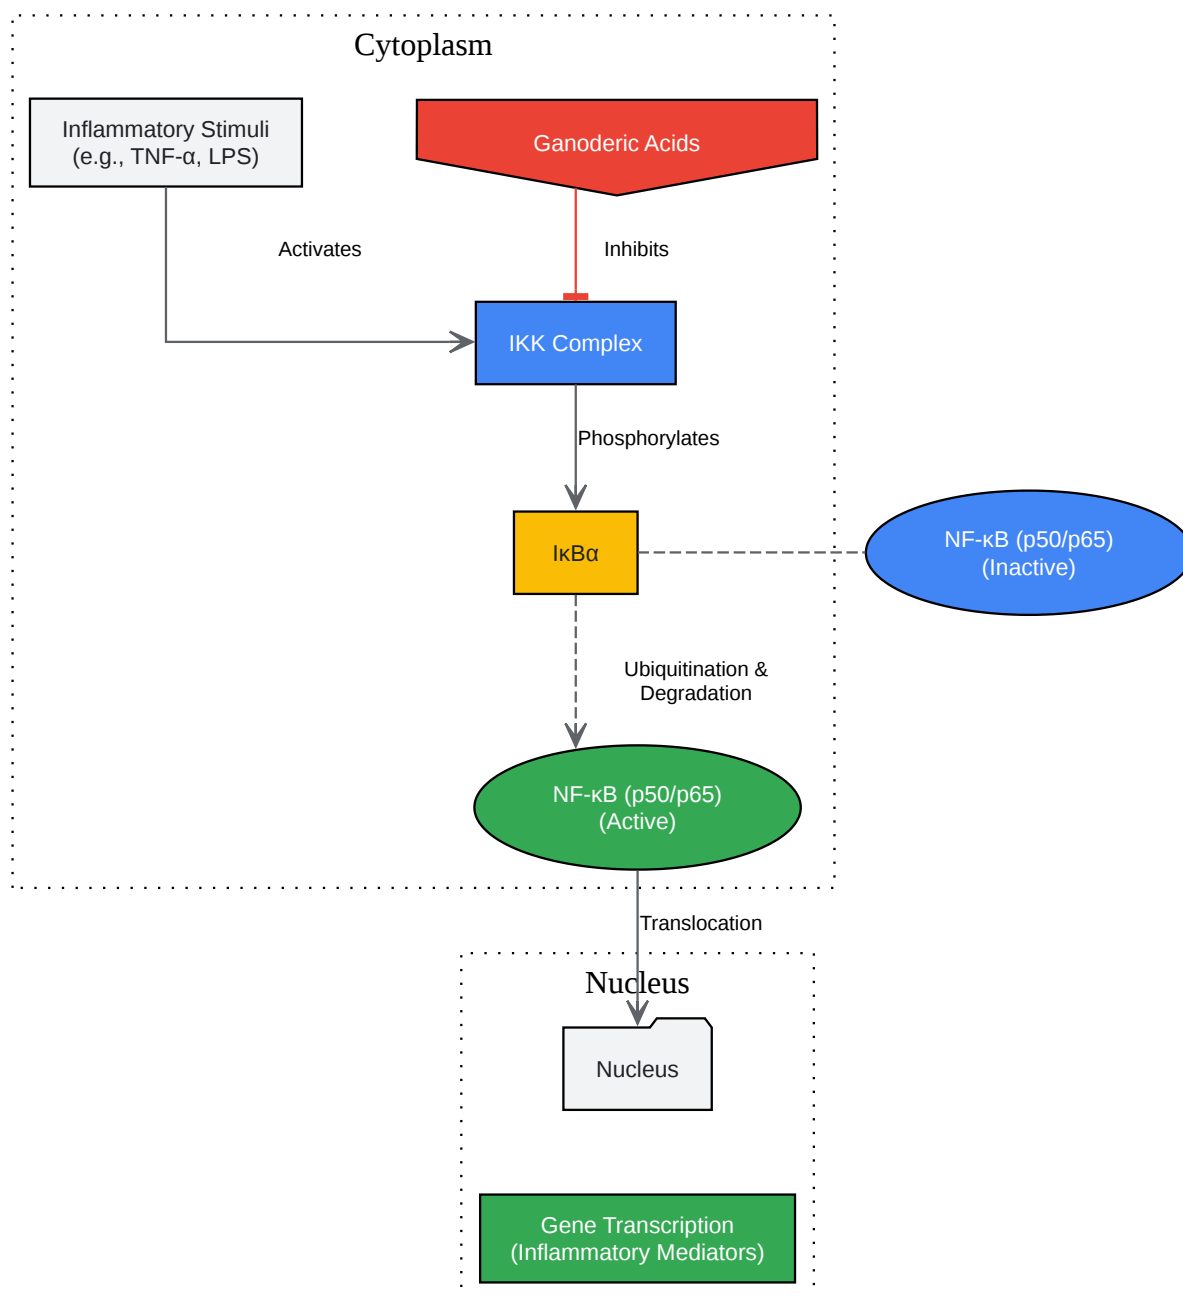 Cytoplasm
Inflammatory Stimuli
(e.g., TNF-α, LPS)
Ganoderic Acids
Activates
Inhibits
IKK Complex
Phosphorylates
IκBα
NF-κB (p50/p65)
(Inactive)
Ubiquitination &
Degradation
NF-κB (p50/p65)
(Active)
Translocation
Nucleus
Nucleus
Gene Transcription
(Inflammatory Mediators)